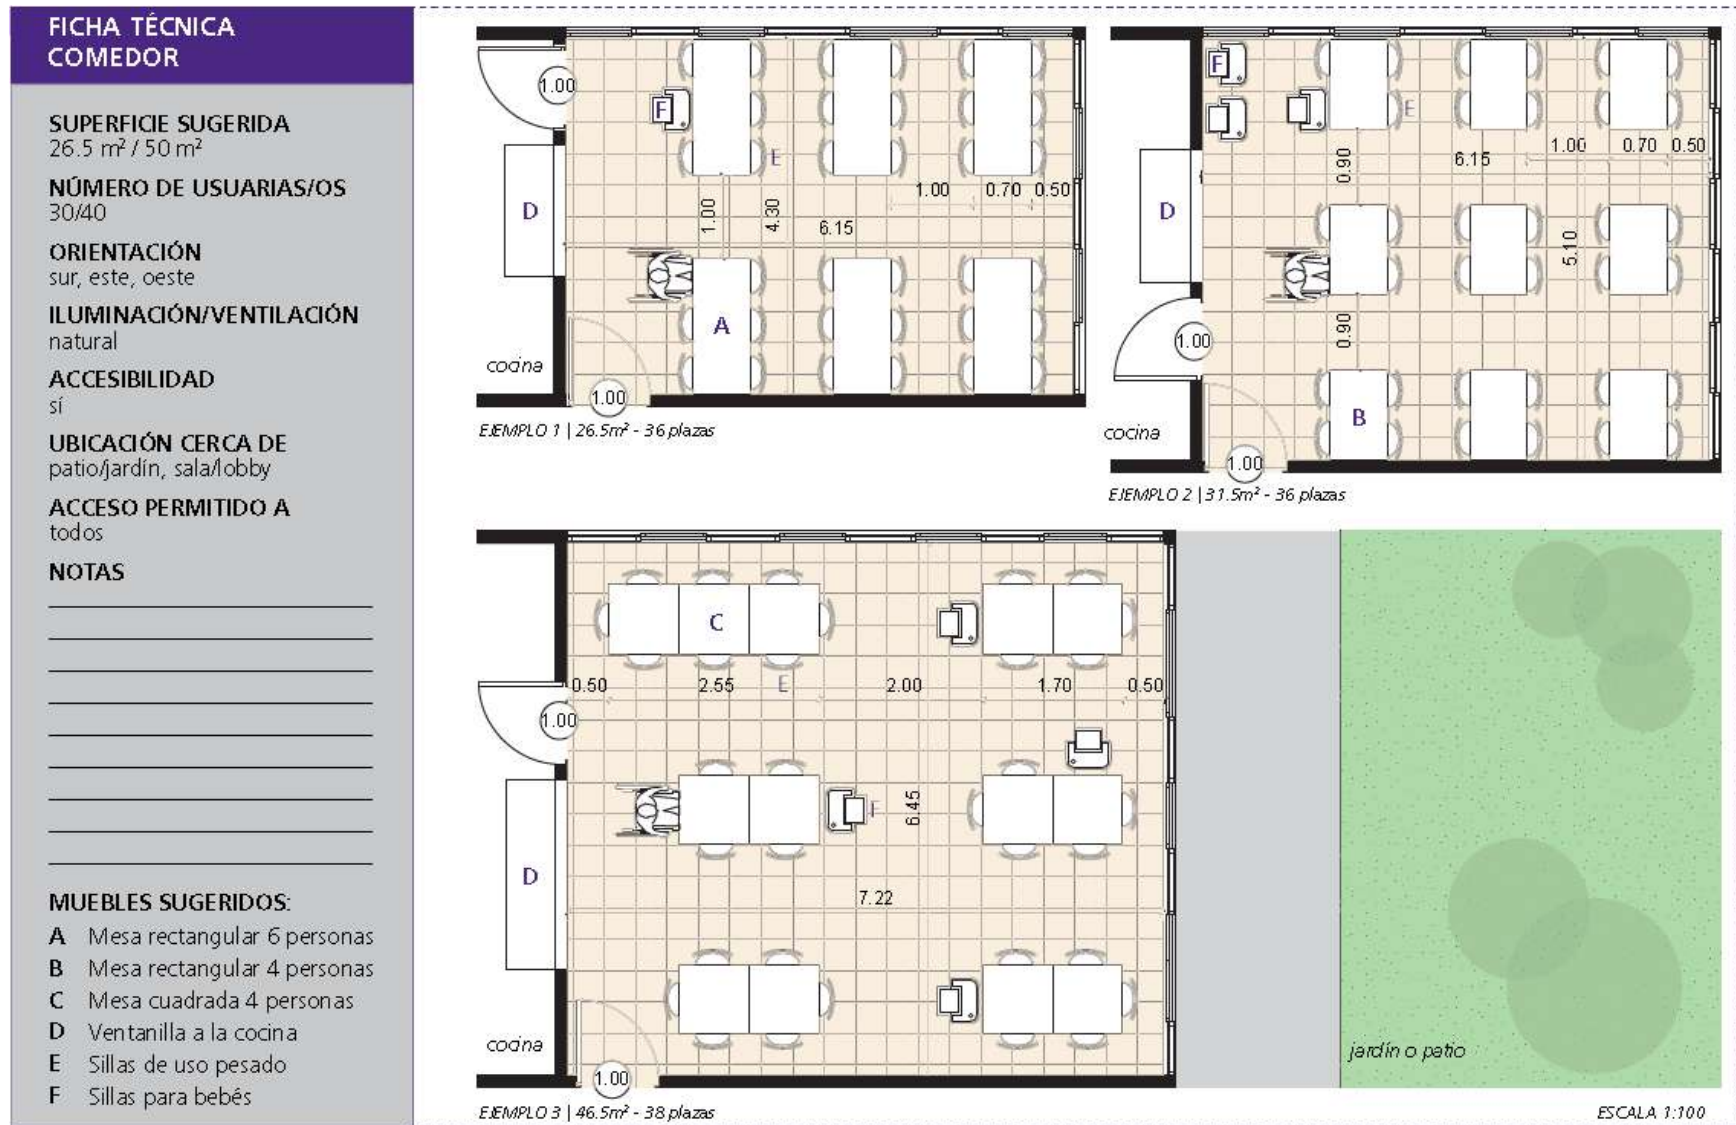 FICHA TÉCNICA
COMEDOR
SUPERFICIE SUGERIDA
26.5 m² / 50 m²
NÚMERO DE USUARIAS/OS
30/40
ORIENTACIÓN
sur, este, oeste
ILUMINACIÓN/VENTILACIÓN
natural
ACCESIBILIDAD
sí
UBICACIÓN CERCA DE
patio/jardín, sala/lobby
ACCESO PERMITIDO A
todos
NOTAS
MUEBLES SUGERIDOS:
A Mesa rectangular 6 personas
B Mesa rectangular 4 personas
C Mesa cuadrada 4 personas
D Ventanilla a la cocina
E Sillas de uso pesado
F Sillas para bebés
1.00
F
E
D
1.00 0.70 0.50
1.00
4.30
6.15
A
cocina
1.00
EJEMPLO 1 | 26.5m² - 36 plazas
F
E
0.90
6.15
1.00 0.70 0.50
D
5.10
1.00
0.90
B
cocina
1.00
EJEMPLO 2 | 31.5m² - 36 plazas
C
0.50 2.55 E 2.00 1.70 0.50
1.00
F
6.45
D
7.22
cocina
1.00
jardín o patio
EJEMPLO 3 | 46.5m² - 38 plazas
ESCALA 1:100